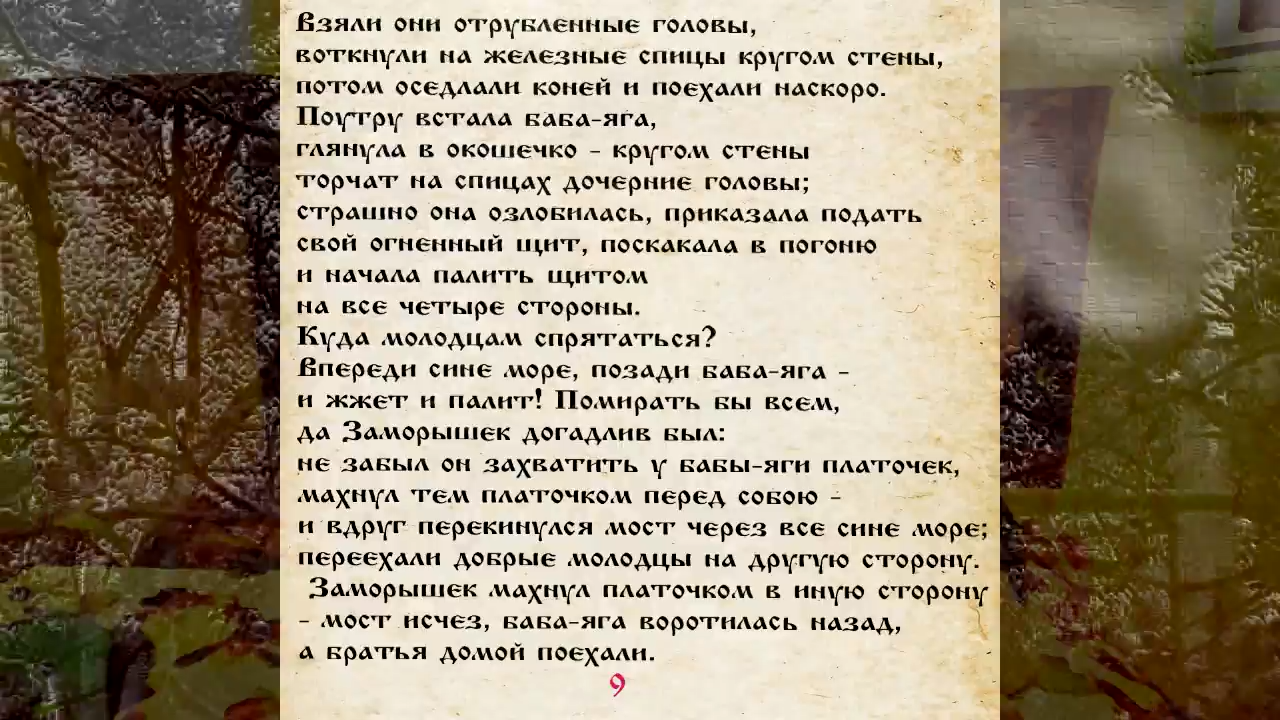 Взяли они отрубленные головы,
воткнули на железные спицы кругом стены,
потом оседлали коней и поехали наскоро.
Поутру встала баба-яга,
глянула в окошечко - кругом стены
торчат на спицах дочерние головы;
страшно она озлобилась, приказала подать
свой огненный щит, поскакала в погоню
и начала палить щитом
на все четыре стороны.
Куда молодцам спрятаться?
Впереди сине море, позади баба-яга -
и жжет и палит! Помирать бы всем,
да Заморышек догадлив был:
не забыл он захватить у бабы-яги платочек,
махнул тем платочком перед собою -
и вдруг перекинулся мост через все сине море;
переехали добрые молодцы на другую сторону.
Заморышек махнул платочком в иную сторону
- мост исчез, баба-яга воротилась назад,
а братья домой поехали.
9